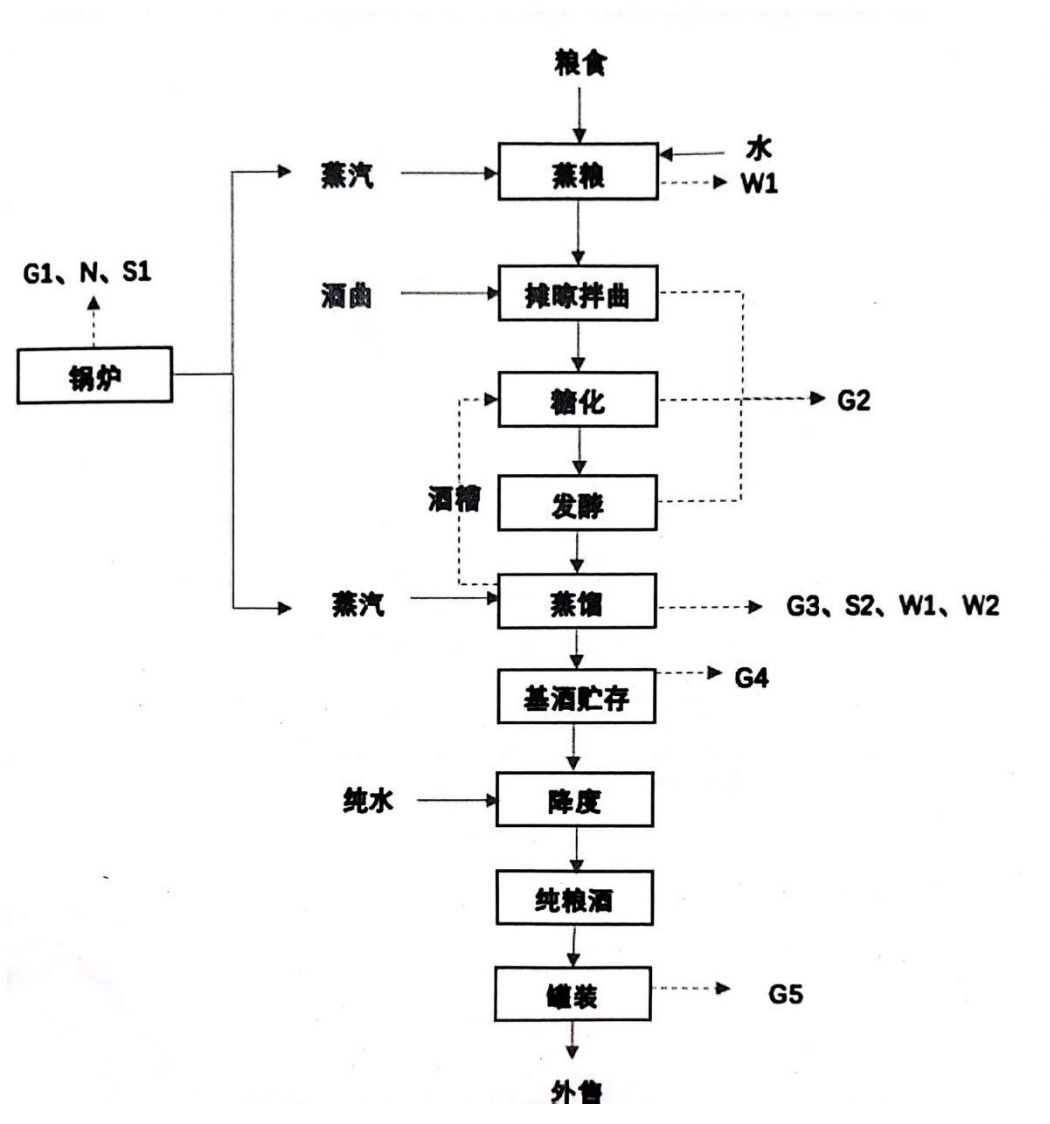 粮食
水
蒸汽
蒸粮
W1
G1、N、S1
酒曲
摊晾拌曲
锅炉
糖化
G2
酒糟
发酵
蒸汽
蒸馏
G3、S2、W1、W2
基酒贮存
G4
纯水
降度
纯粮酒
罐装
G5
外售